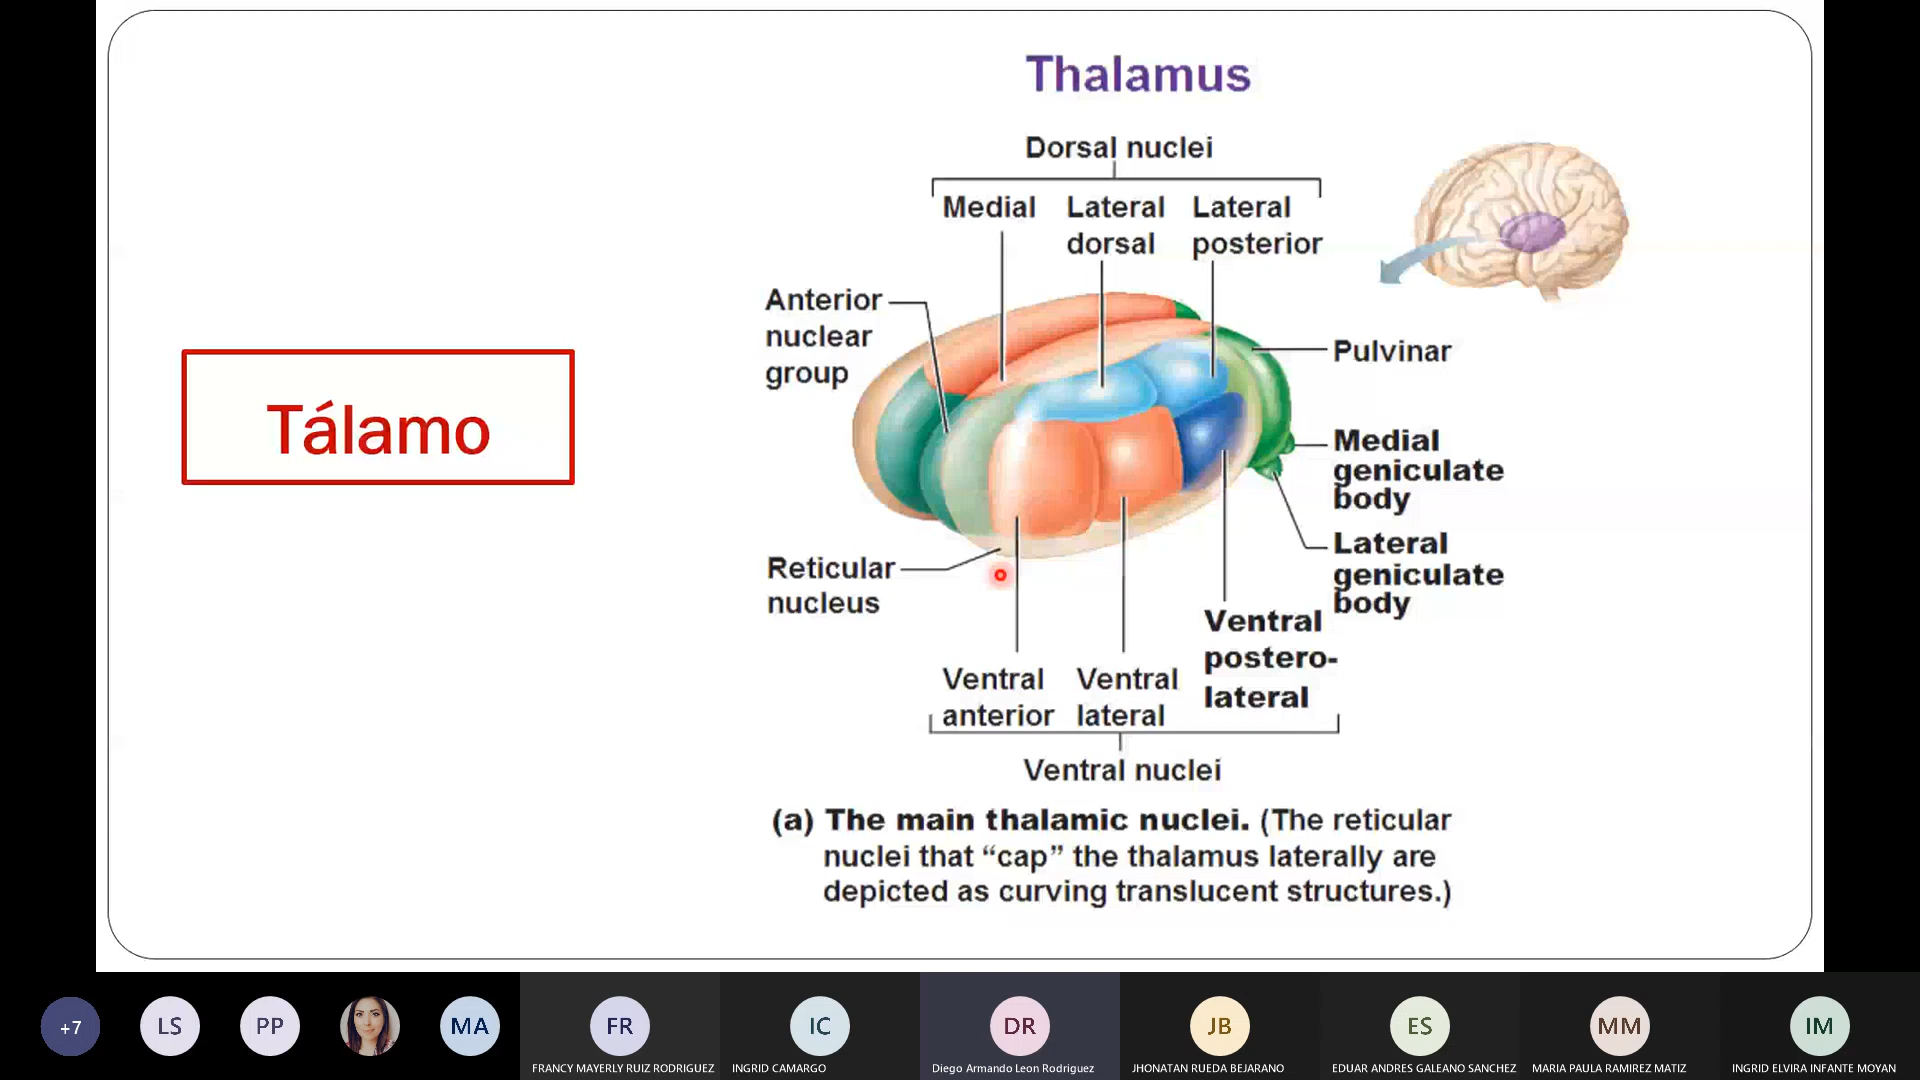 Thalamus
Dorsal nuclei
Medial
Lateral
dorsal
Lateral
posterior
Anterior
nuclear
group
Pulvinar
Tálamo
Medial
geniculate
body
Lateral
geniculate
body
Reticular
nucleus
Ventral
anterior
Ventral
lateral
Ventral
postero-
lateral
Ventral nuclei
(a) The main thalamic nuclei. (The reticular
nuclei that “cap” the thalamus laterally are
depicted as curving translucent structures.)
+7
LS
PP
MA
FR
FRANCY MAYERLY RUIZ RODRIGUEZ
IC
INGRID CAMARGO
DR
Diego Armando Leon Rodriguez
JB
JHONATAN RUEDA BEJARANO
ES
EDUAR ANDRES GALEANO SANCHEZ
MM
MARIA PAULA RAMIREZ MATIZ
IM
INGRID ELVIRA INFANTE MOYAN